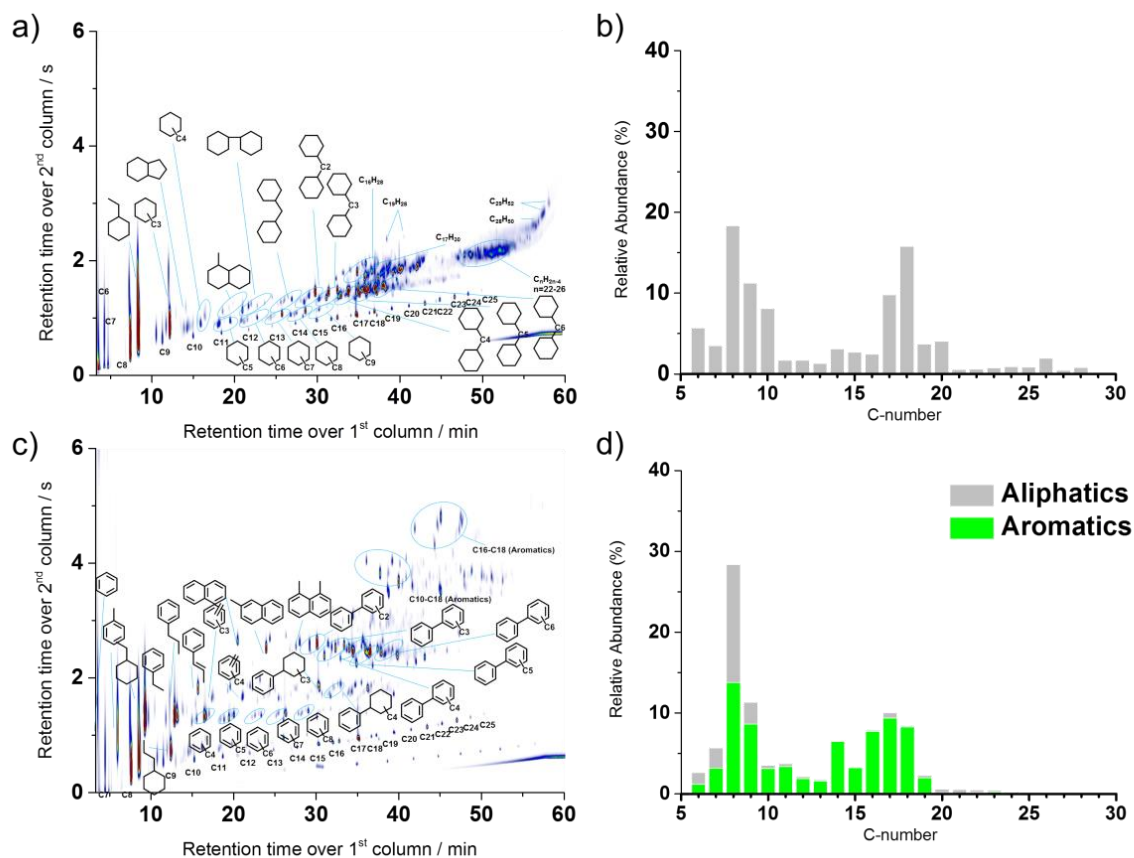 a)
Retention time over 2nd column / s
6
4
2
0
C4
C3
C2
C3
C16H28
C19H26
C17H30
C25H52
C28H50
CnH2n-4
n=22-26
C6
C7
C8
C9
C10
C11
C12
C13
C14
C15
C16
C17
C18
C19
C20
C21
C22
C23
C24
C25
C5
C6
C7
C8
C9
C4
C5
C6
10
20
30
40
50
60
Retention time over 1st column / min
b)
Relative Abundance (%)
40
30
20
10
0
5
10
15
20
25
30
C-number
c)
Retention time over 2nd column / s
6
4
2
0
C16-C18 (Aromatics)
C10-C18 (Aromatics)
C3
C2
C3
C6
C4
C3
C5
C4
C4
C4
C5
C6
C7
C8
C7
C8
C9
C10
C11
C12
C13
C14
C15
C16
C17
C18
C19
C20
C21
C22
C23
C24
C25
10
20
30
40
50
60
Retention time over 1st column / min
d)
Aliphatics
Aromatics
Relative Abundance (%)
40
30
20
10
0
5
10
15
20
25
30
C-number